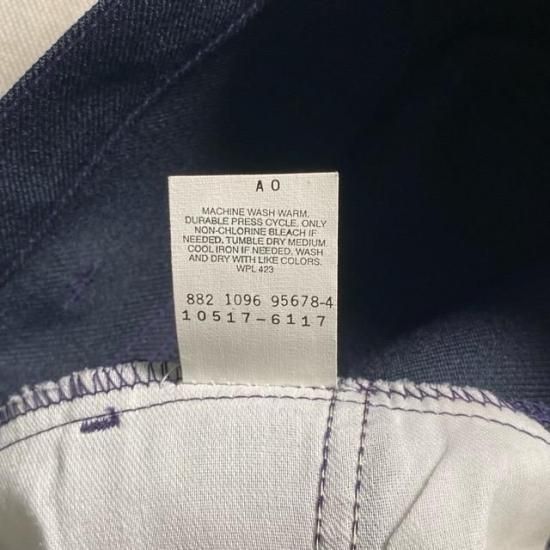 A O
MACHINE WASH WARM,
DURABLE PRESS CYCLE, ONLY
NON-CHLORINE BLEACH IF
NEEDED. TUMBLE DRY MEDIUM
COOL IRON IF NEEDED. WASH
AND DRY WITH LIKE COLORS.
WPL 423
882 1096 95678-4
10517-6117